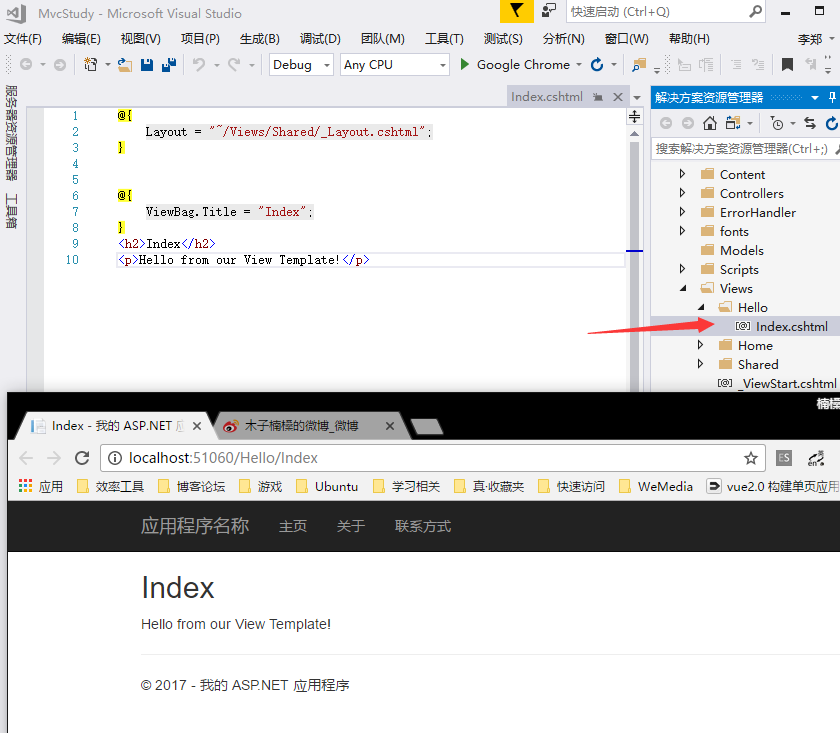 MvcStudy - Microsoft Visual Studio
快速启动 (Ctrl+Q)
文件(F) 编辑(E) 视图(V) 项目(P) 生成(B) 调试(D) 团队(M) 工具(T) 测试(S) 分析(N) 窗口(W) 帮助(H) 李郑
Debug Any CPU Google Chrome
服务器资源管理器
工具箱
Index.cshtml
1 @{
2 Layout = "~/Views/Shared/_Layout.cshtml";
3 }
4
5
6 @{
7 ViewBag.Title = "Index";
8 }
9 <h2>Index</h2>
10 <p>Hello from our View Template!</p>
解决方案资源管理器
搜索解决方案资源管理器(Ctrl+;)
Content
Controllers
ErrorHandler
fonts
Models
Scripts
Views
Hello
[@] Index.cshtml
Home
Shared
[@] _ViewStart.cshtml
Index - 我的 ASP.NET 木子楠橾的微博_微博
localhost:51060/Hello/Index
ES
en
应用 效率工具 博客论坛 游戏 Ubuntu 学习相关 真·收藏夹 快速访问 WeMedia vue2.0 构建单页应用
应用程序名称 主页 关于 联系方式
Index
Hello from our View Template!
© 2017 - 我的 ASP.NET 应用程序